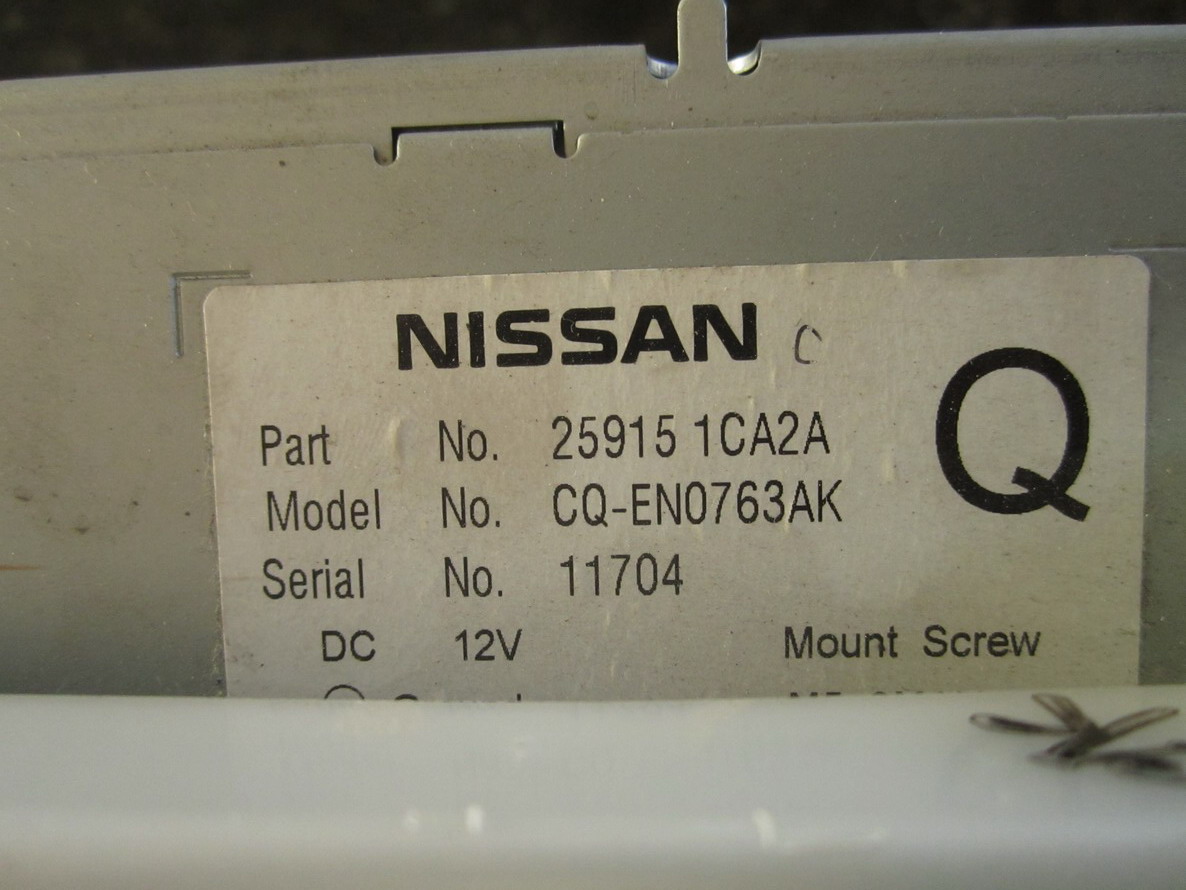 NISSAN C
Q
Part No. 25915 1CA2A
Model No. CQ-EN0763AK
Serial No. 11704
DC 12V Mount Screw